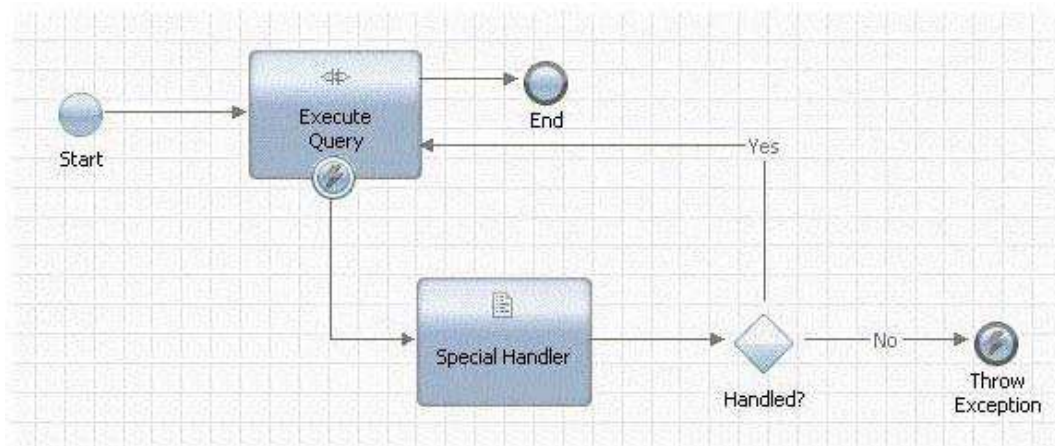 Start
Execute
Query
End
Yes
Special Handler
Handled?
No
Throw
Exception